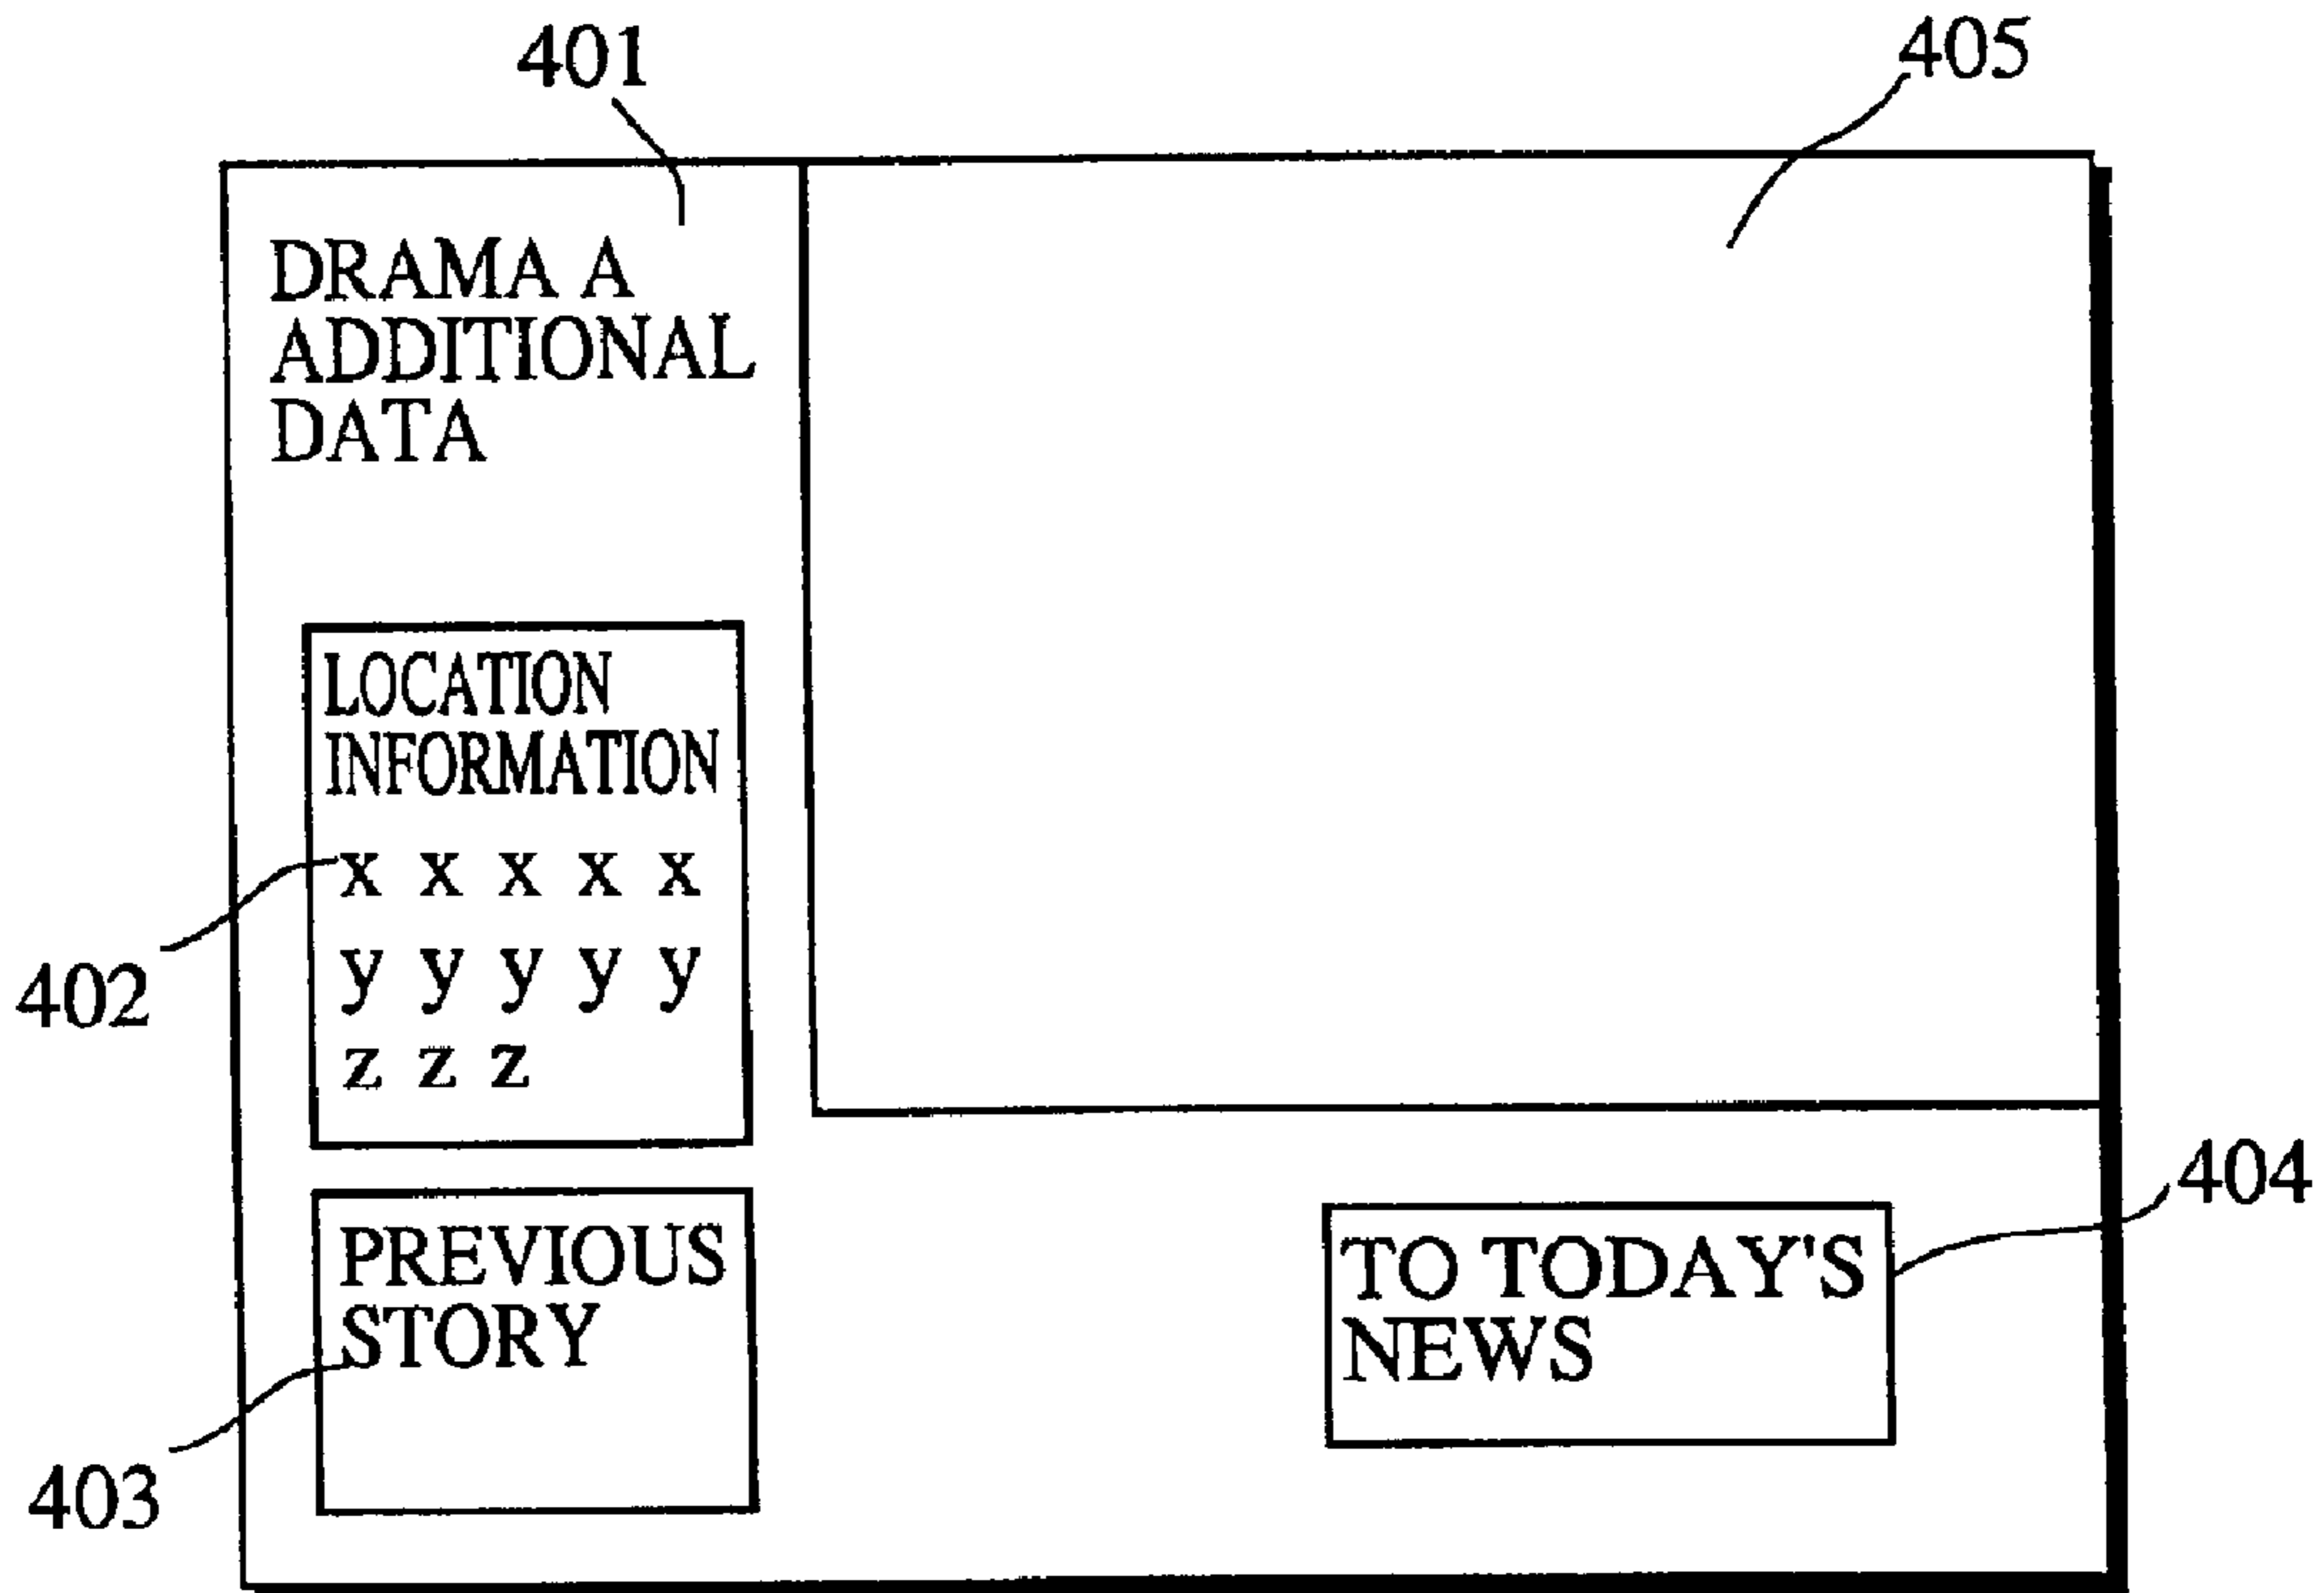 401
405
DRAMA A
ADDITIONAL
DATA
LOCATION
INFORMATION
x x x x x
y y y y y
z z z
402
PREVIOUS
STORY
403
TO TODAY'S
NEWS
404